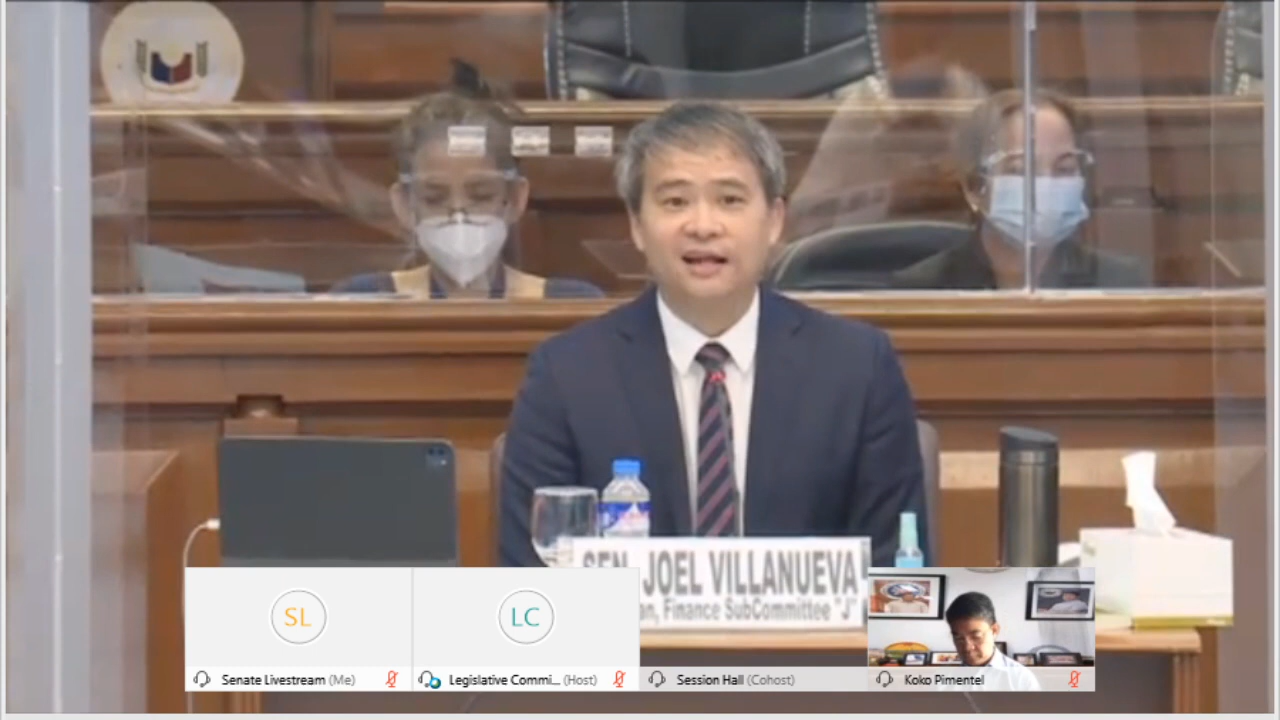 SEN. JOEL VILLANUEVA
Finance SubCommittee "J"
SL
LC
Senate Livestream (Me)
Legislative Commi... (Host)
Session Hall (Cohost)
Koko Pimentel